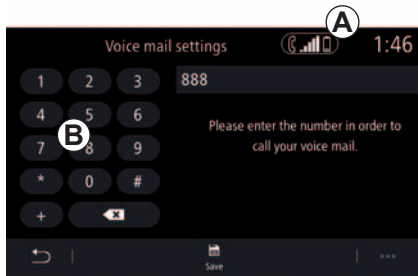 A
Voice mail settings
1:46
1 2 3
888
4 5 6
B
7 8 9
* 0 #
+
Please enter the number in order to
call your voice mail.
Save